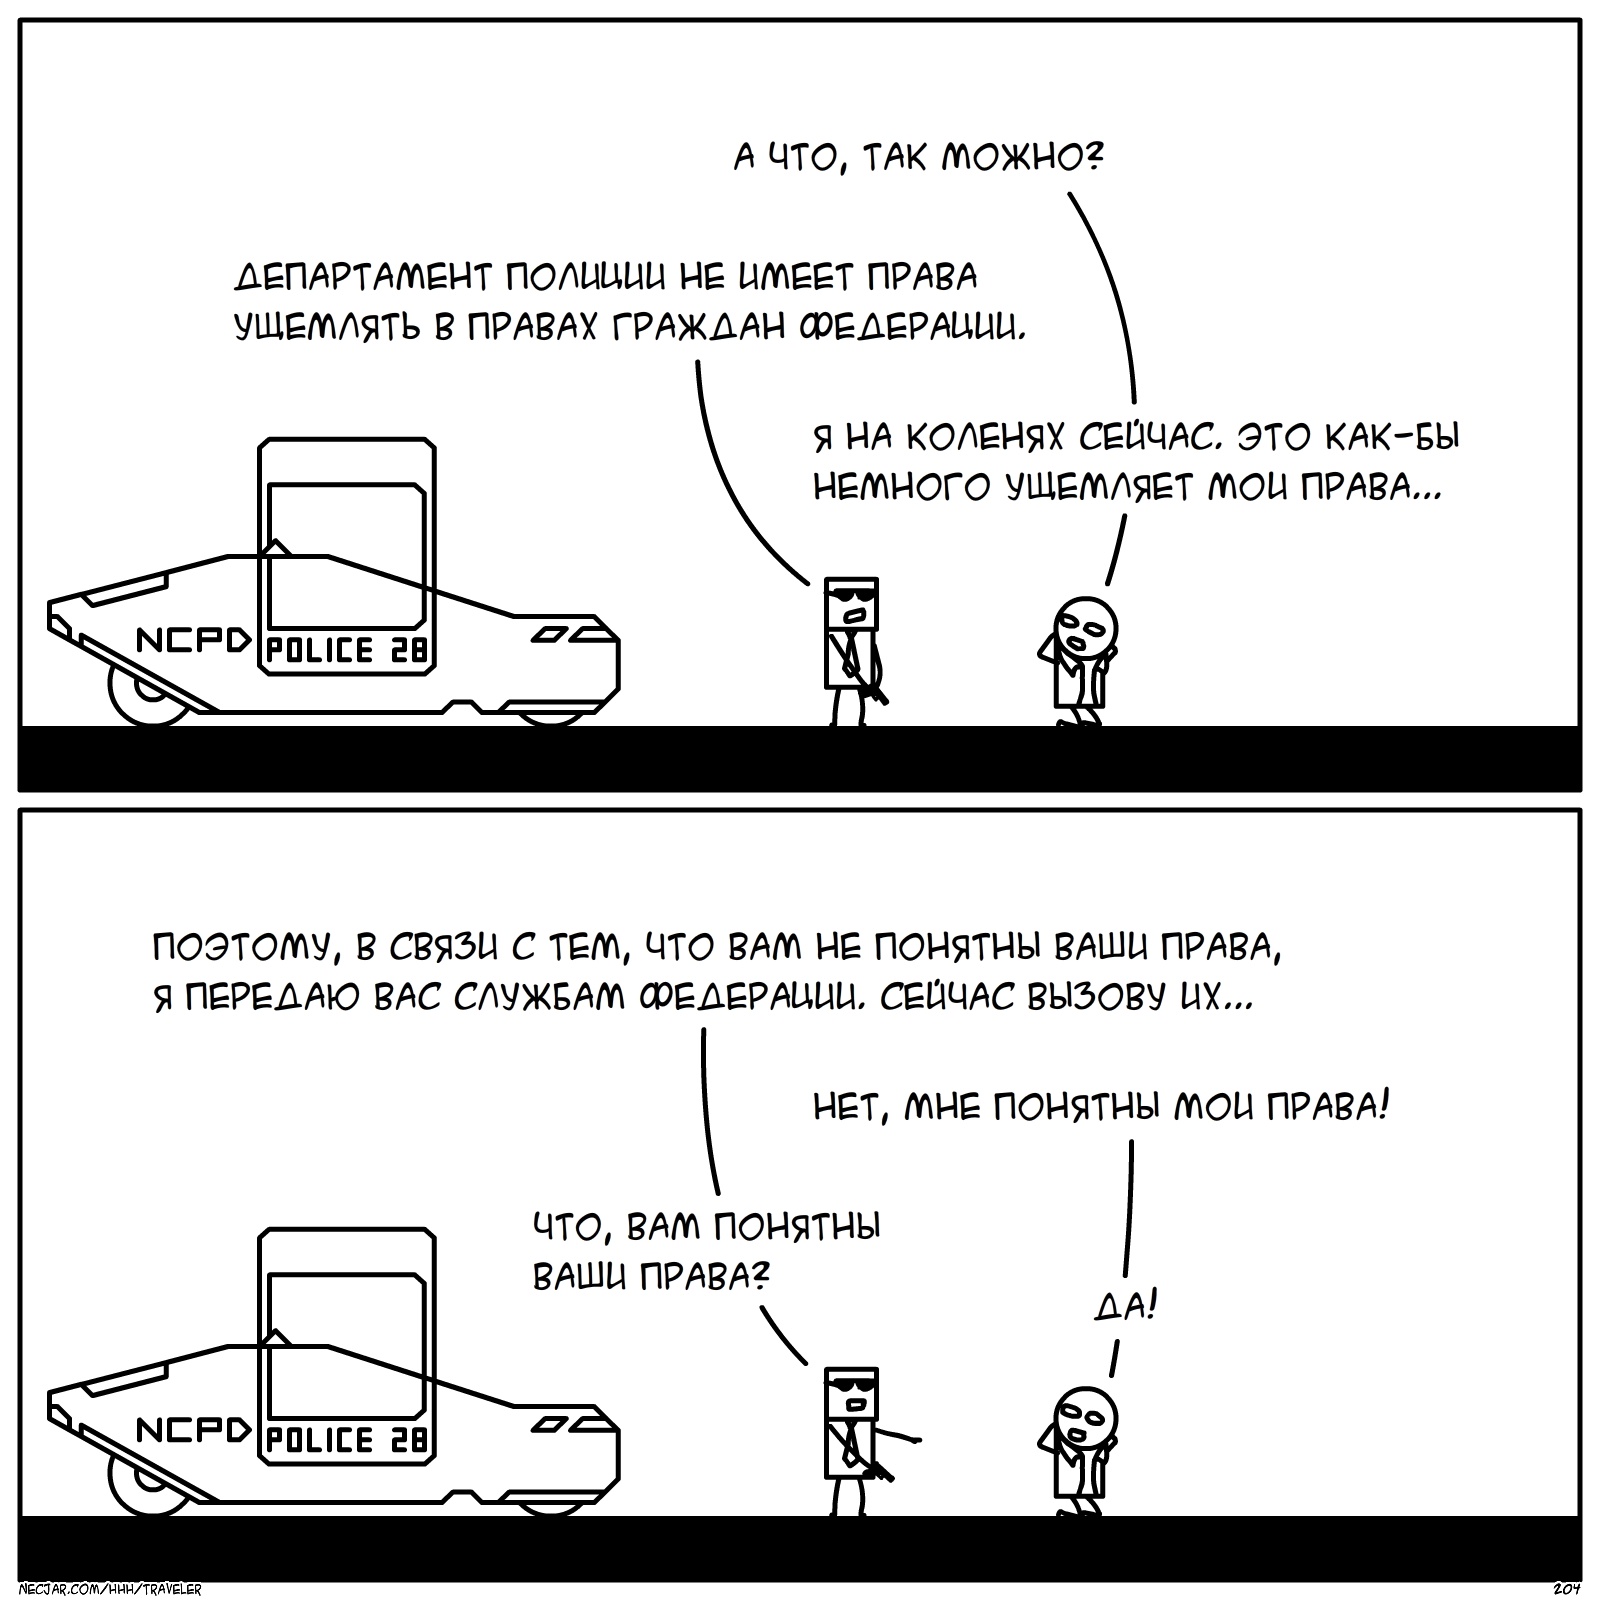 А ЧТО, ТАК МОЖНО?
ДЕПАРТАМЕНТ ПОЛИЦИИ НЕ ИМЕЕТ ПРАВА
УЩЕМЛЯТЬ В ПРАВАХ ГРАЖДАН ФЕДЕРАЦИИ.
Я НА КОЛЕНЯХ СЕЙЧАС. ЭТО КАК-БЫ
НЕМНОГО УЩЕМЛЯЕТ МОИ ПРАВА...
NCPD
POLICE 28
ПОЭТОМУ, В СВЯЗИ С ТЕМ, ЧТО ВАМ НЕ ПОНЯТНЫ ВАШИ ПРАВА,
Я ПЕРЕДАЮ ВАС СЛУЖБАМ ФЕДЕРАЦИИ. СЕЙЧАС ВЫЗОВУ ИХ...
НЕТ, МНЕ ПОНЯТНЫ МОИ ПРАВА!
ЧТО, ВАМ ПОНЯТНЫ
ВАШИ ПРАВА?
ДА!
NCPD
POLICE 28
NECJAR.COM/HHH/TRAVELER
204